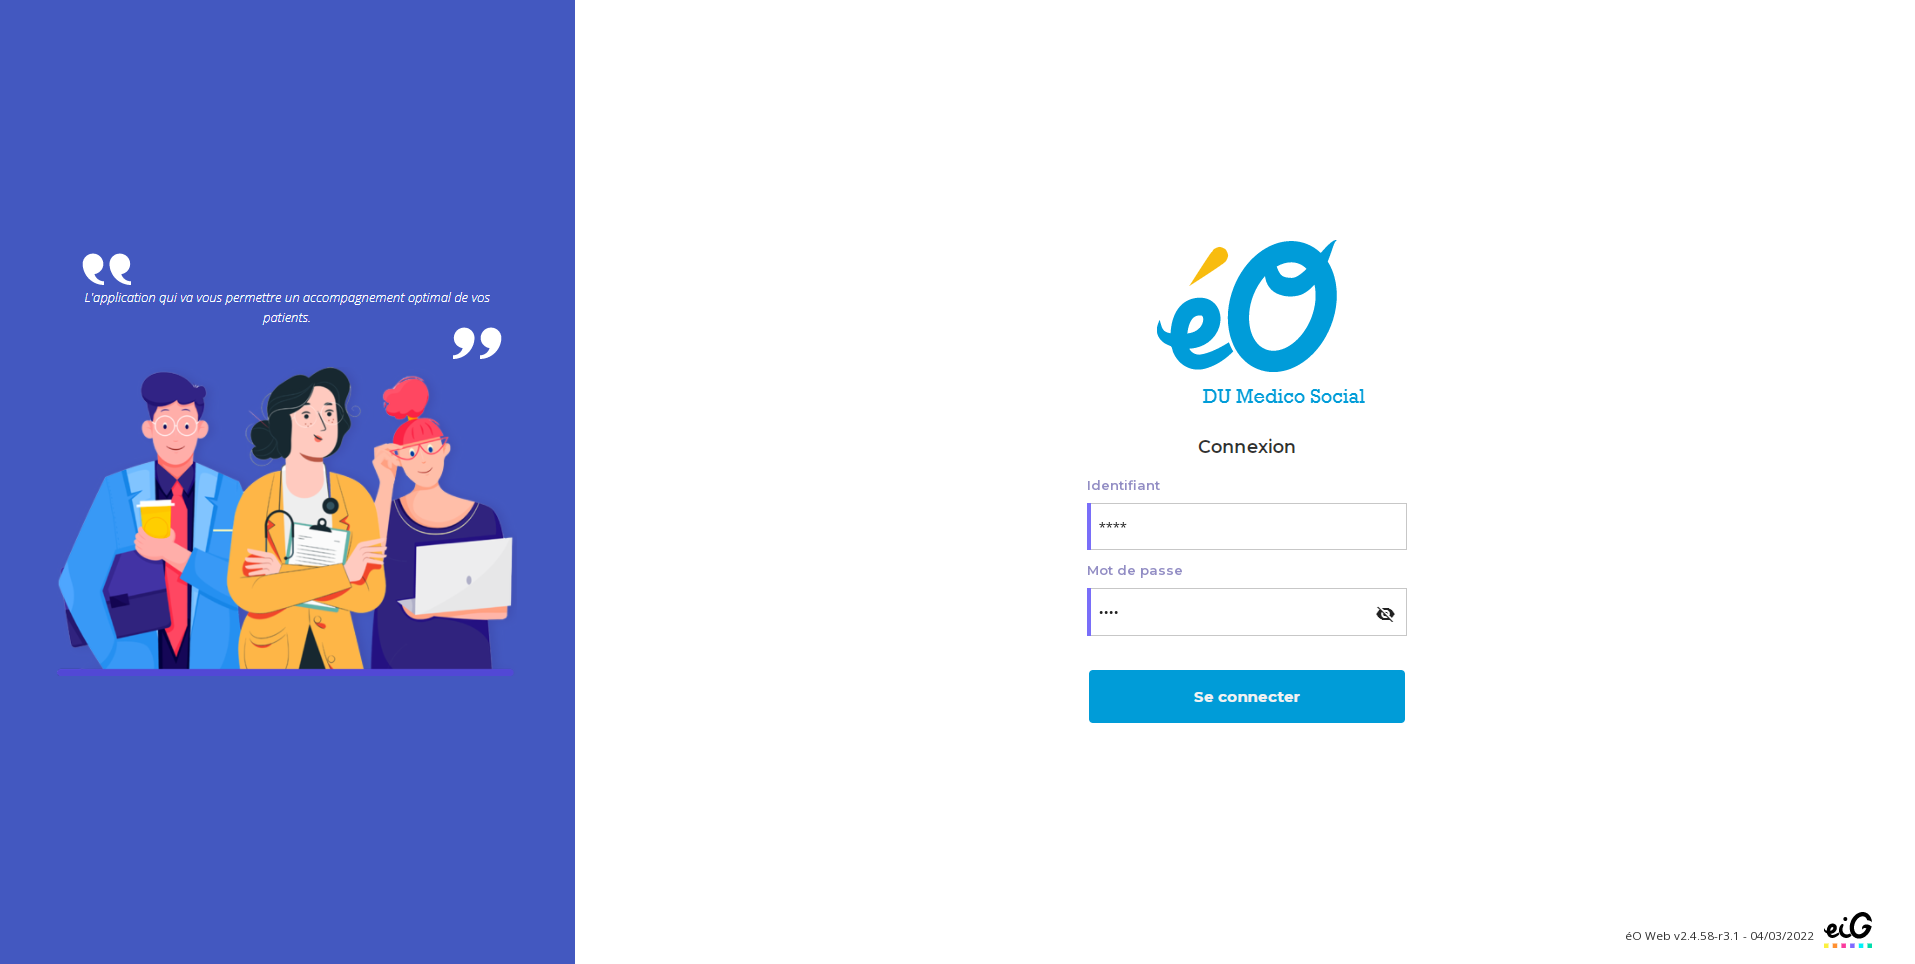 L'application qui va vous permettre un accompagnement optimal de vos
patients.
éO
DU Medico Social
Connexion
Identifiant
****
Mot de passe
••••
Se connecter
éO Web v2.4.58-r3.1 - 04/03/2022
eiG